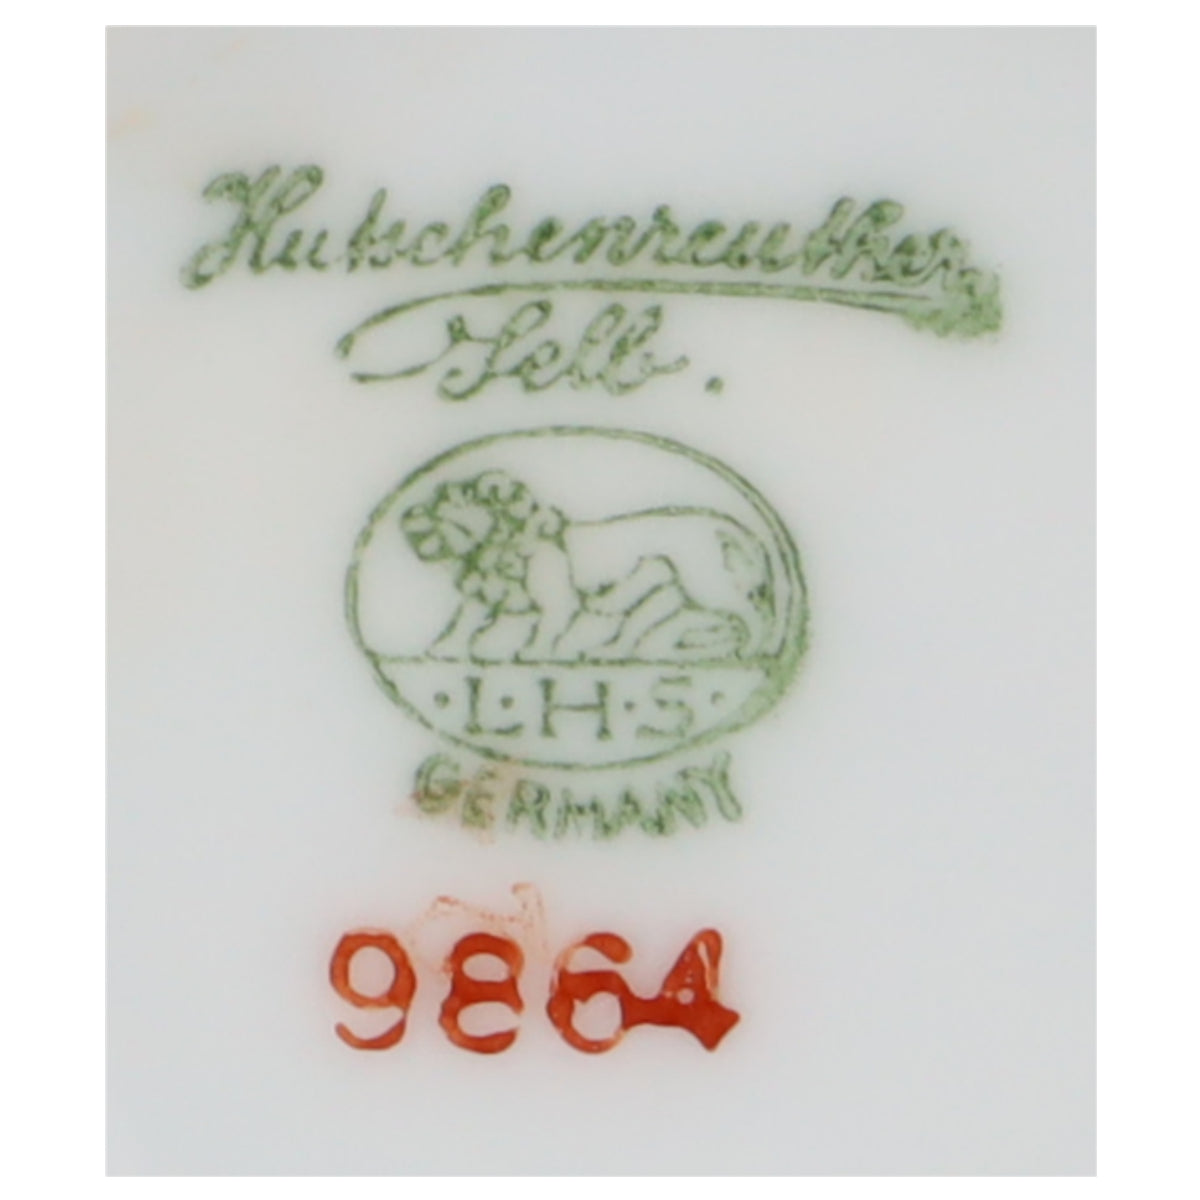 Hutschenreuther
Selb.
·L·H·S·
GERMANY
9864